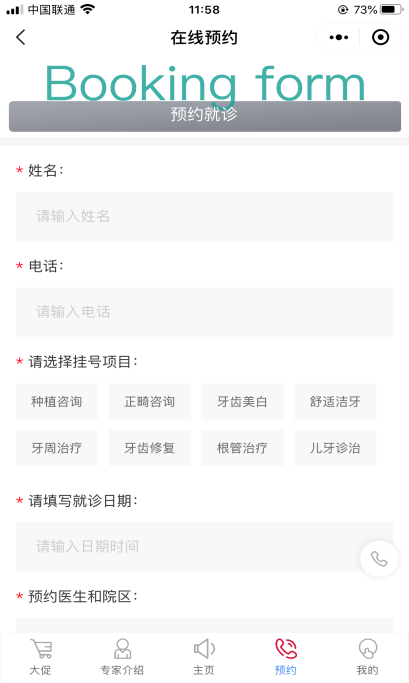 中国联通 11:58 73%
在线预约
Booking form
预约就诊
* 姓名：
请输入姓名
* 电话：
请输入电话
* 请选择挂号项目：
种植咨询 正畸咨询 牙齿美白 舒适洁牙
牙周治疗 牙齿修复 根管治疗 儿牙诊治
* 请填写就诊日期：
请输入日期时间
* 预约医生和院区：
大促 专家介绍 主页 预约 我的